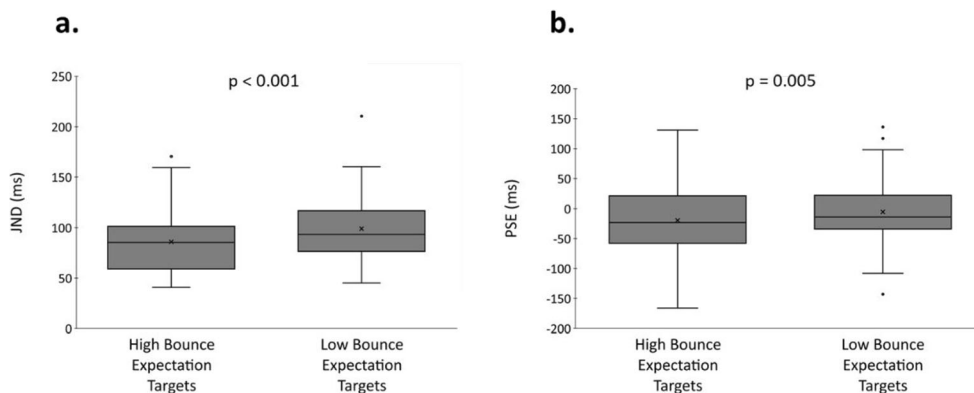 a.
p < 0.001
JND (ms)
250
200
150
100
50
0
High Bounce
Expectation
Targets
Low Bounce
Expectation
Targets
b.
p = 0.005
PSE (ms)
200
150
100
50
0
-50
-100
-150
-200
High Bounce
Expectation
Targets
Low Bounce
Expectation
Targets